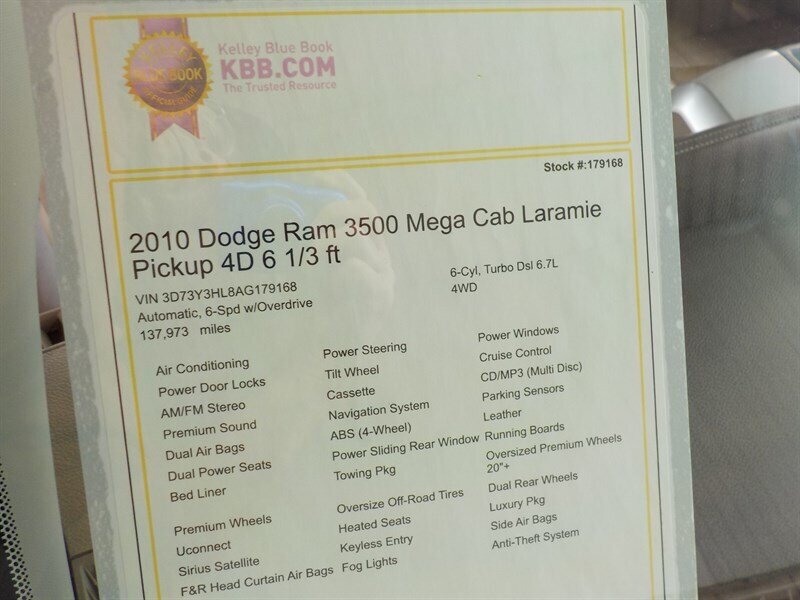 KELLEY
BLUE BOOK
OFFICIAL GUIDE
Kelley Blue Book
KBB.COM
The Trusted Resource
Stock #:179168
2010 Dodge Ram 3500 Mega Cab Laramie
Pickup 4D 6 1/3 ft
VIN 3D73Y3HL8AG179168
6-Cyl, Turbo Dsl 6.7L
Automatic, 6-Spd w/Overdrive
4WD
137,973 miles
Air Conditioning Power Steering Power Windows
Power Door Locks Tilt Wheel Cruise Control
AM/FM Stereo Cassette CD/MP3 (Multi Disc)
Premium Sound Navigation System Parking Sensors
Dual Air Bags ABS (4-Wheel) Leather
Dual Power Seats Power Sliding Rear Window Running Boards
Bed Liner Towing Pkg Oversized Premium Wheels
20"+
Premium Wheels Oversize Off-Road Tires Dual Rear Wheels
Uconnect Heated Seats Luxury Pkg
Sirius Satellite Keyless Entry Side Air Bags
F&R Head Curtain Air Bags Fog Lights Anti-Theft System